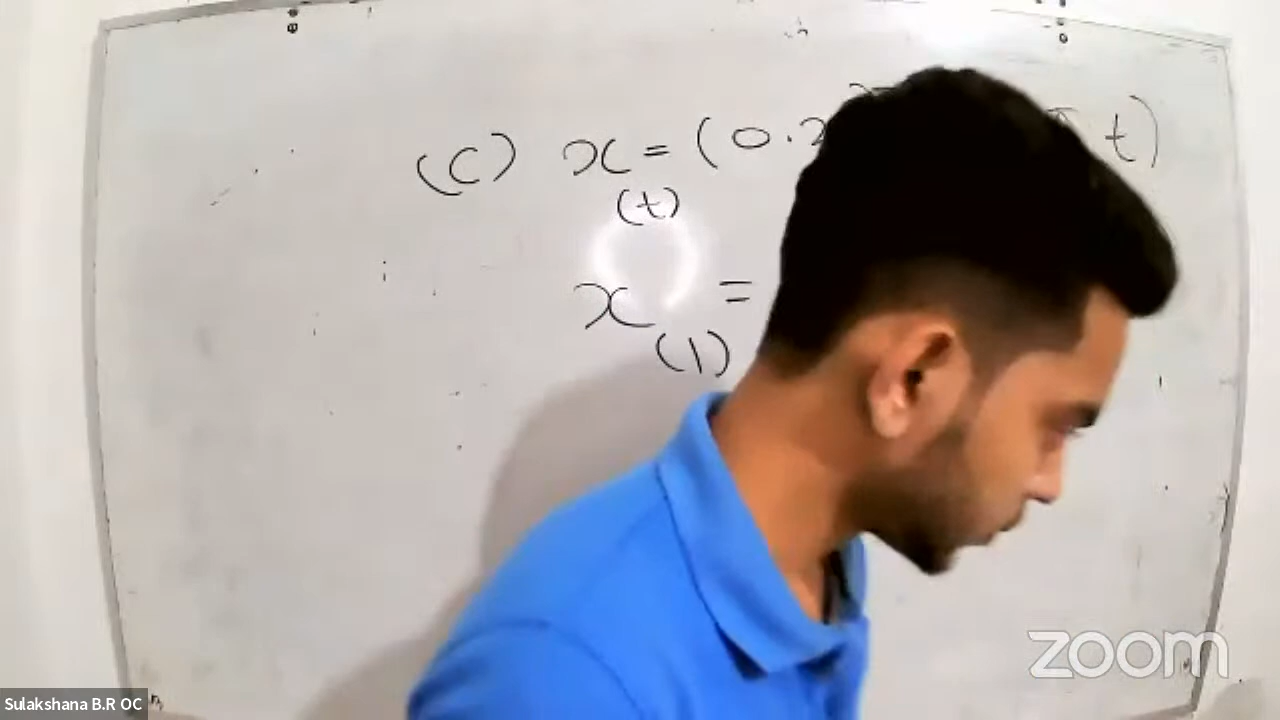 (c) x = (0.2 π t)
(t)
x =
(1)
zoom
Sulakshana B.R OC